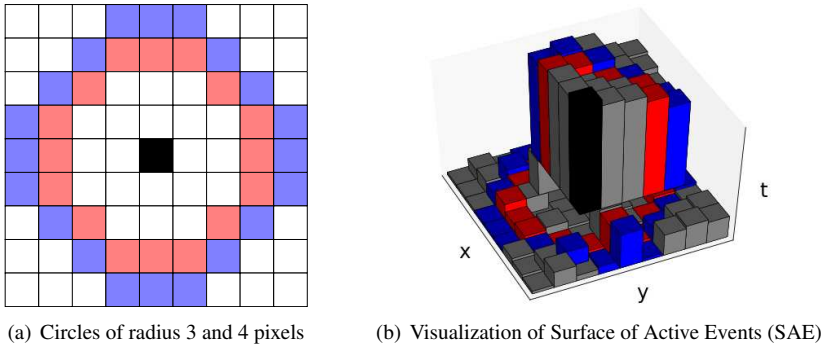 t
x
y
(a) Circles of radius 3 and 4 pixels
(b) Visualization of Surface of Active Events (SAE)